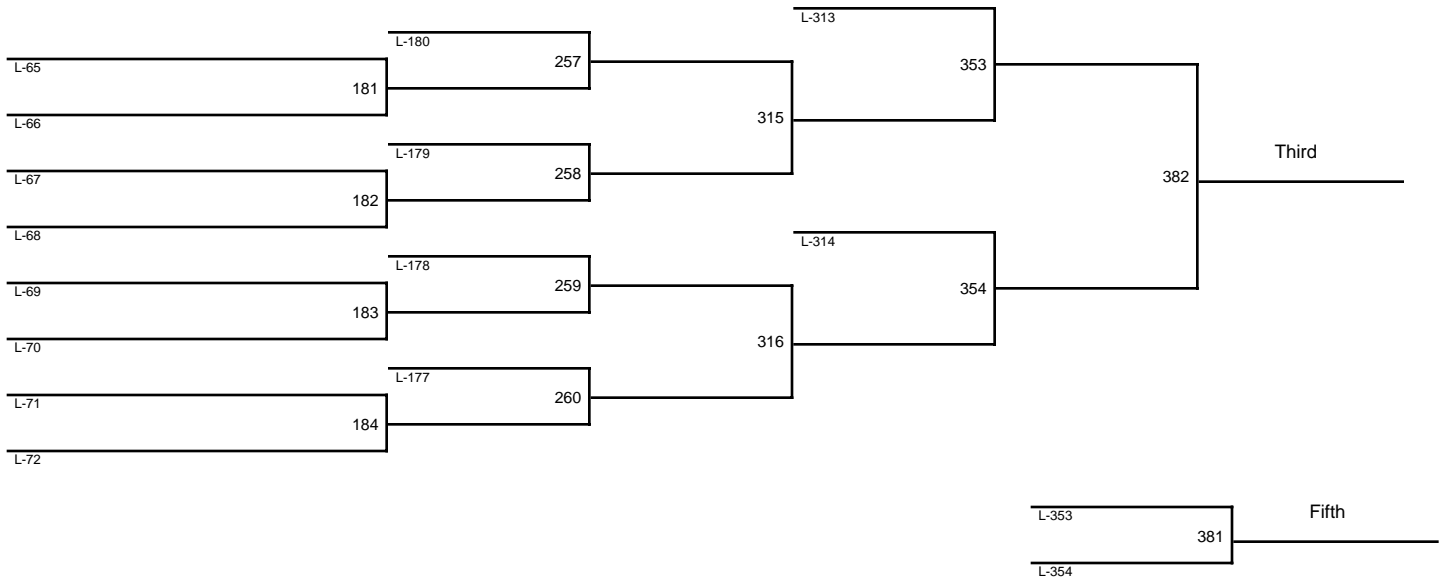 L-313
L-180
257
353
L-65
181
L-66
315
L-179
Third
L-67
258
382
182
L-68
L-314
L-178
259
354
L-69
183
L-70
316
L-177
L-71
260
184
L-72
L-353
Fifth
381
L-354